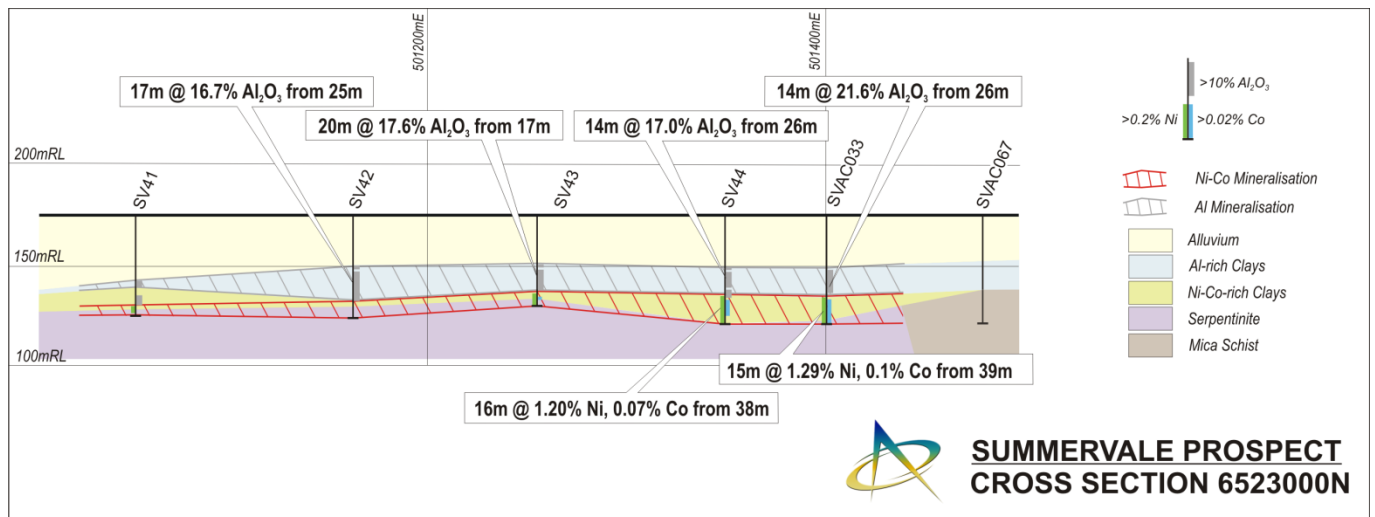 501200mE
501400mE
17m @ 16.7% Al₂O₃ from 25m
14m @ 21.6% Al₂O₃ from 26m
20m @ 17.6% Al₂O₃ from 17m
14m @ 17.0% Al₂O₃ from 26m
>10% Al₂O₃
>0.2% Ni
>0.02% Co
200mRL
SV41
SV42
SV43
SV44
SVAC033
SVAC067
Ni-Co Mineralisation
Al Mineralisation
Alluvium
Al-rich Clays
Ni-Co-rich Clays
Serpentinite
Mica Schist
150mRL
100mRL
15m @ 1.29% Ni, 0.1% Co from 39m
16m @ 1.20% Ni, 0.07% Co from 38m
SUMMERVALE PROSPECT
CROSS SECTION 6523000N